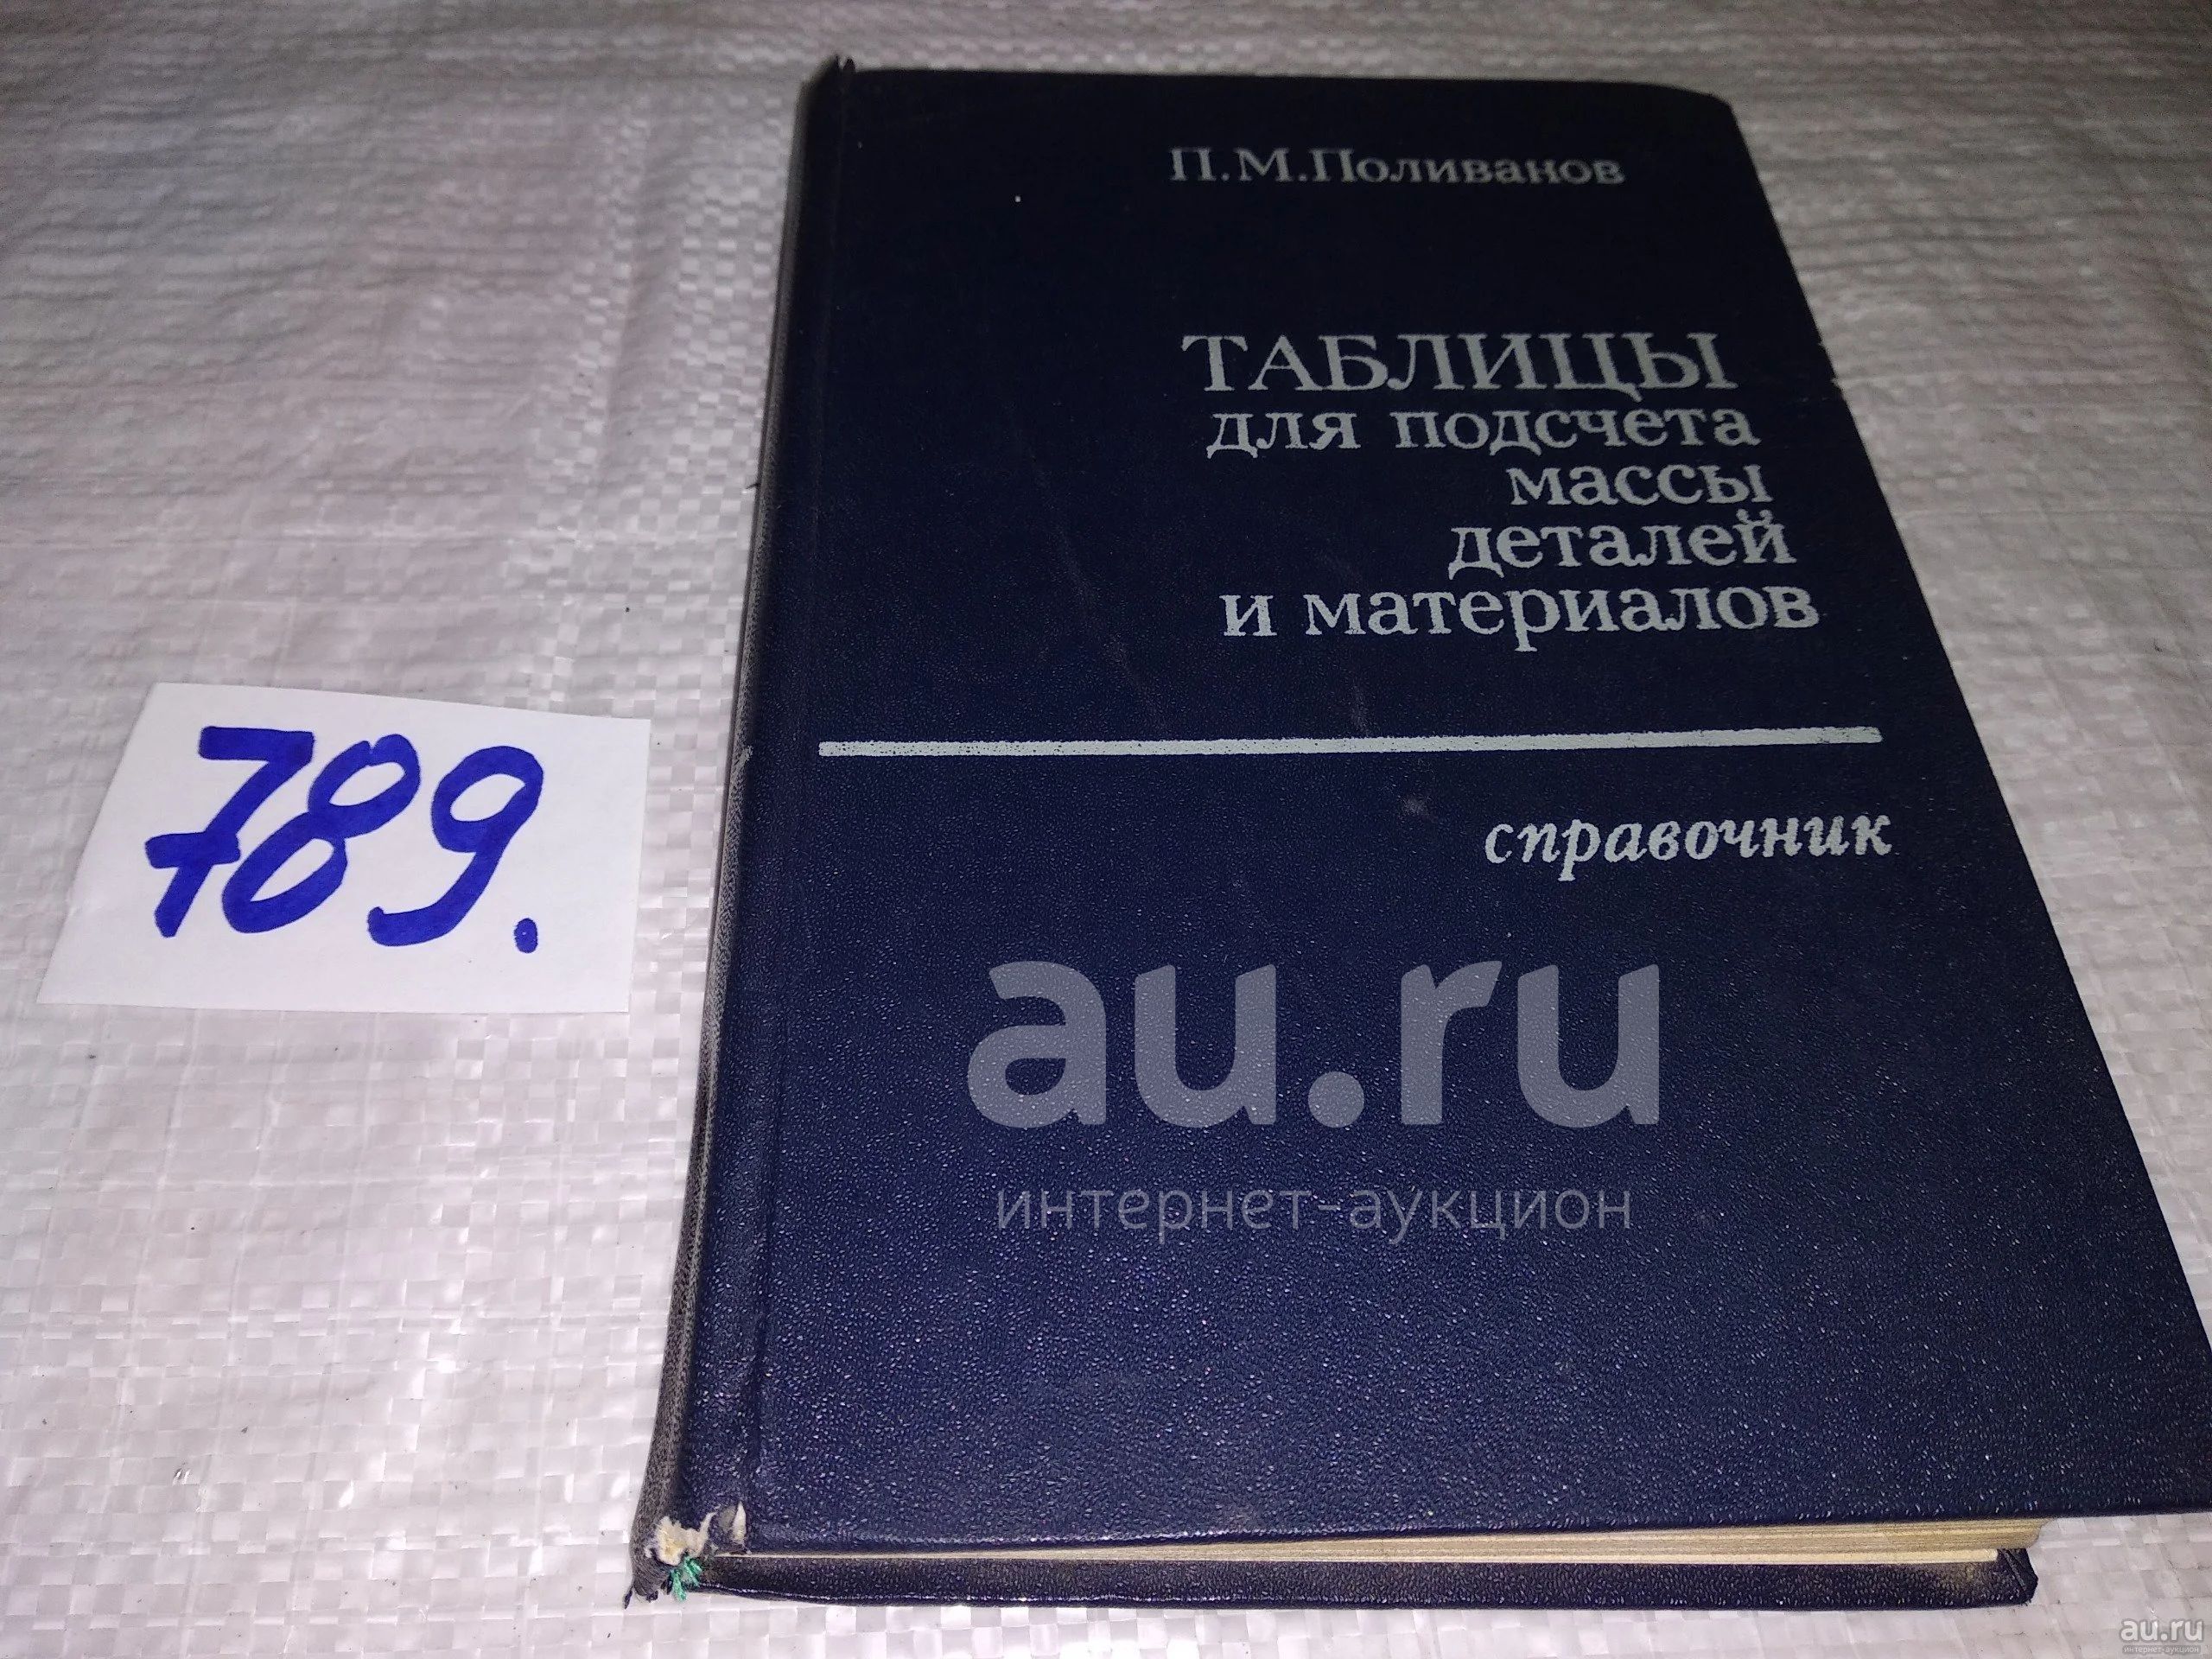 П.М.Поливанов
ТАБЛИЦЫ
для подсчета
массы
деталей
и материалов
справочник
789.
au.ru
интернет-аукцион
au.ru
интернет-аукцион